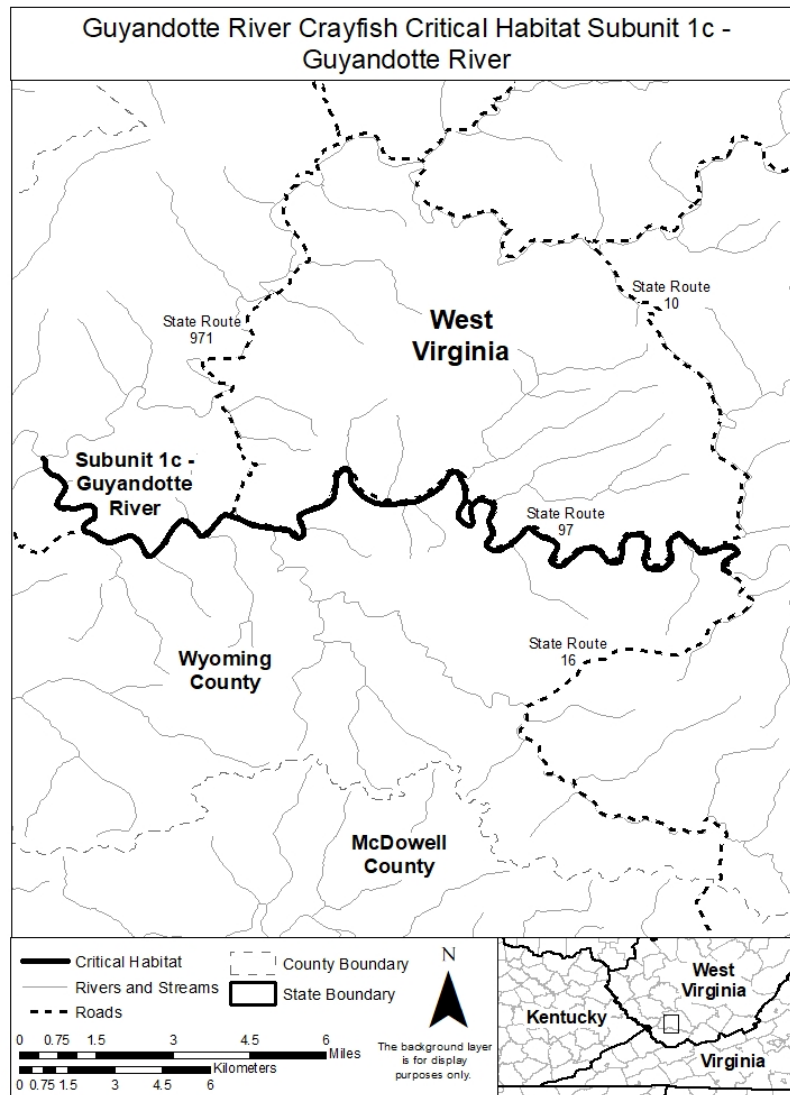 Guyandotte River Crayfish Critical Habitat Subunit 1c -
Guyandotte River
State Route
971
West
Virginia
State Route
10
Subunit 1c -
Guyandotte
River
State Route
97
State Route
16
Wyoming
County
McDowell
County
Critical Habitat
Rivers and Streams
Roads
County Boundary
State Boundary
0 0.75 1.5 3 4.5 6
Miles
Kilometers
0 0.75 1.5 3 4.5 6
N
The background layer
is for display
purposes only.
West
Virginia
Kentucky
Virginia